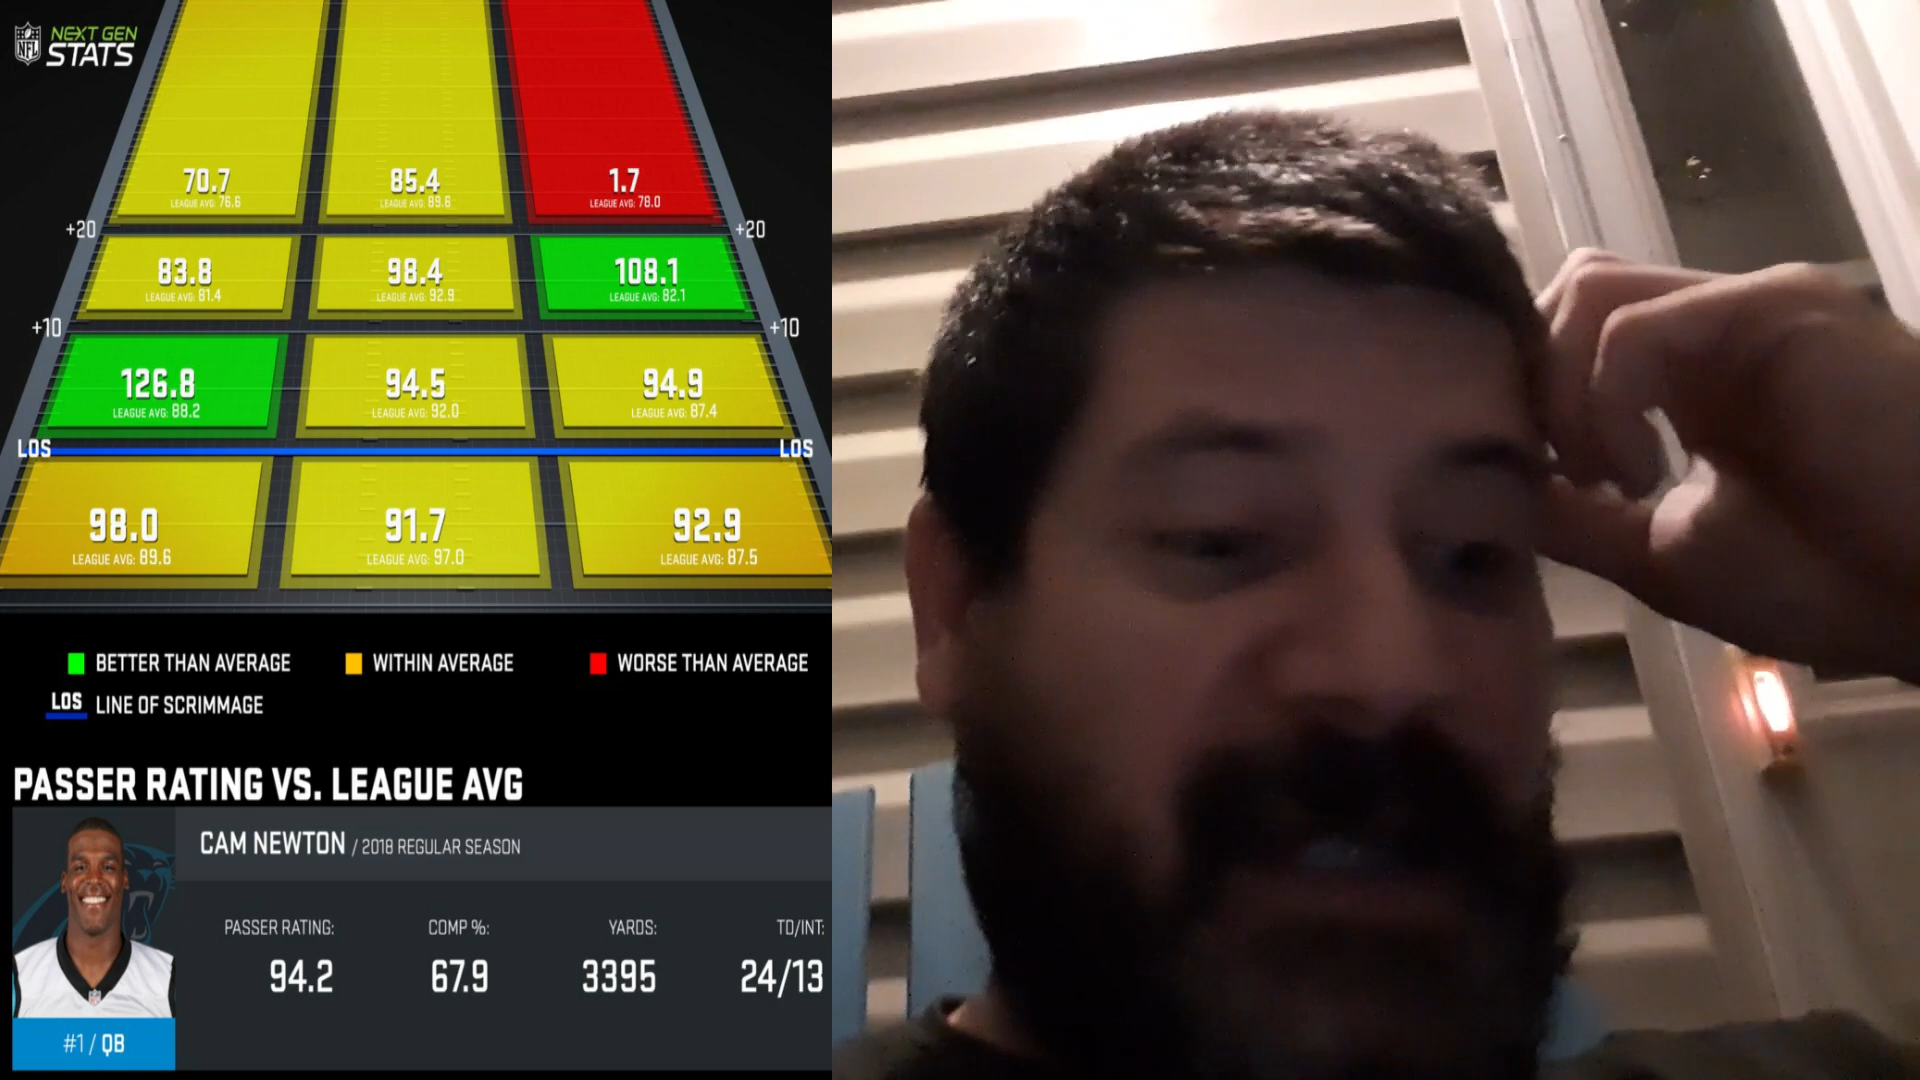 NFL
NEXT GEN
STATS
70.7
LEAGUE AVG: 76.6
85.4
LEAGUE AVG: 89.6
1.7
LEAGUE AVG: 78.0
+20
+20
83.8
LEAGUE AVG: 81.4
98.4
LEAGUE AVG: 92.9
108.1
LEAGUE AVG: 82.1
+10
+10
126.8
LEAGUE AVG: 88.2
94.5
LEAGUE AVG: 92.0
94.9
LEAGUE AVG: 87.4
LOS
LOS
98.0
LEAGUE AVG: 89.6
91.7
LEAGUE AVG: 97.0
92.9
LEAGUE AVG: 87.5
BETTER THAN AVERAGE
WITHIN AVERAGE
WORSE THAN AVERAGE
LOS LINE OF SCRIMMAGE
PASSER RATING VS. LEAGUE AVG
CAM NEWTON / 2018 REGULAR SEASON
PASSER RATING: COMP %: YARDS: TD/INT:
94.2 67.9 3395 24/13
#1 / QB